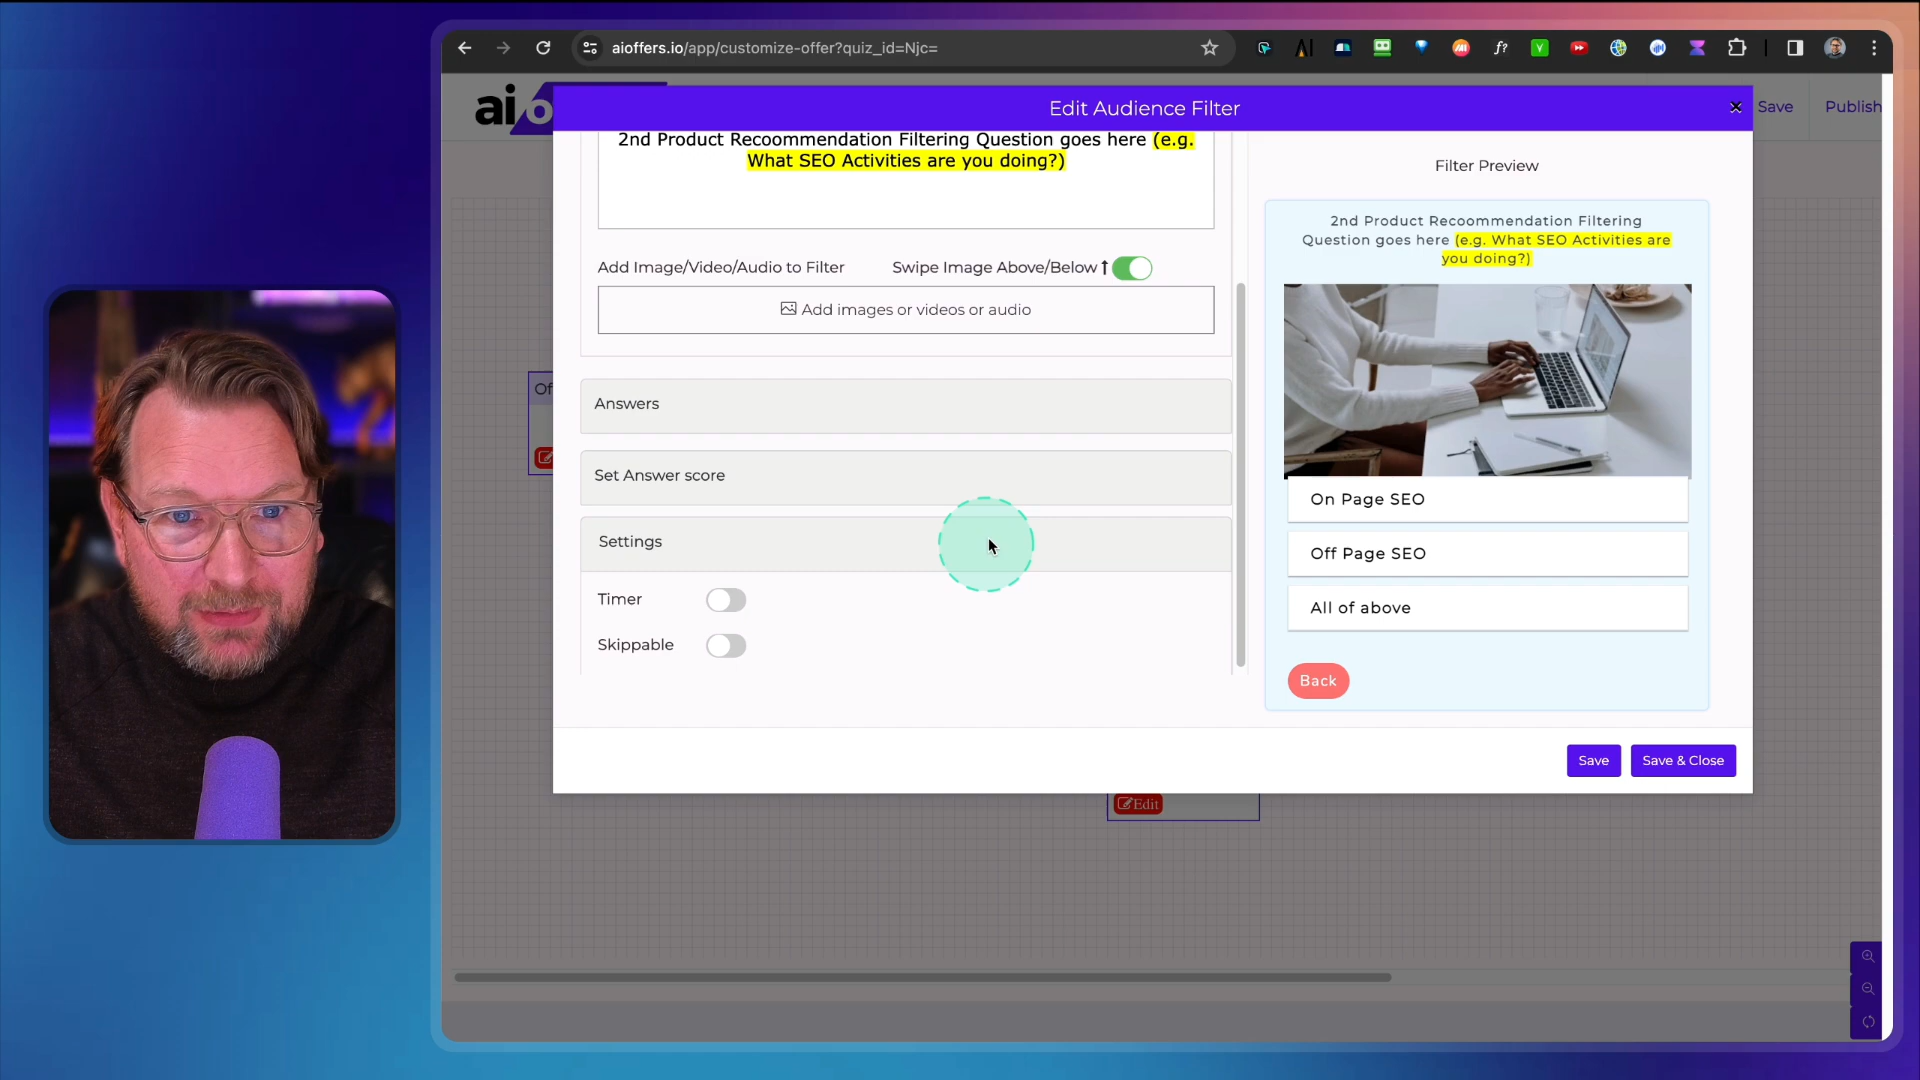 aioffers.io/app/customize-offer?quiz_id=Njc=
f?
ai/o
Edit Audience Filter
Save
Publish
2nd Product Recoommendation Filtering Question goes here (e.g.
What SEO Activities are you doing?)
Add Image/Video/Audio to Filter
Swipe Image Above/Below
Add images or videos or audio
Answers
Set Answer score
Settings
Timer
Skippable
Filter Preview
2nd Product Recoommendation Filtering
Question goes here (e.g. What SEO Activities are
you doing?)
On Page SEO
Off Page SEO
All of above
Back
Save
Save & Close
Of
Edit